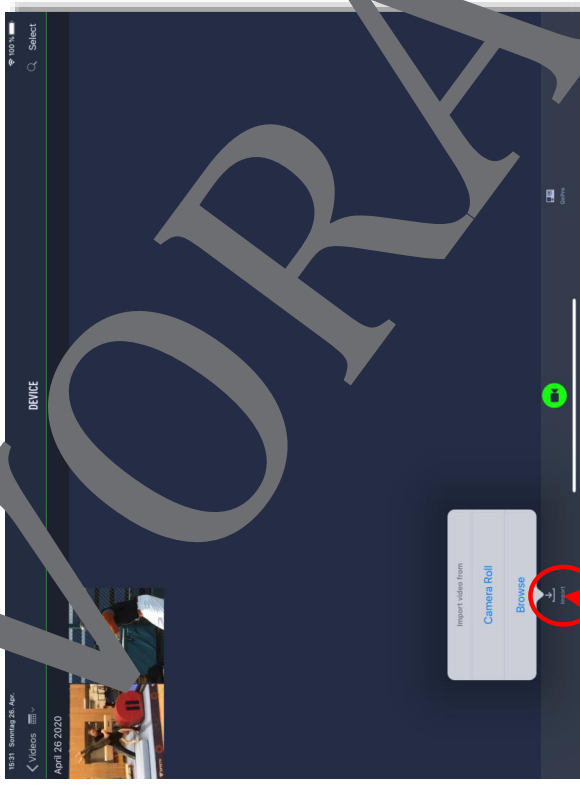 15:31 Sonntag 26. Apr.
100 %
Videos
DEVICE
Select
April 26 2020
Import video from
Camera Roll
Browse
Import
GoPro
VORA